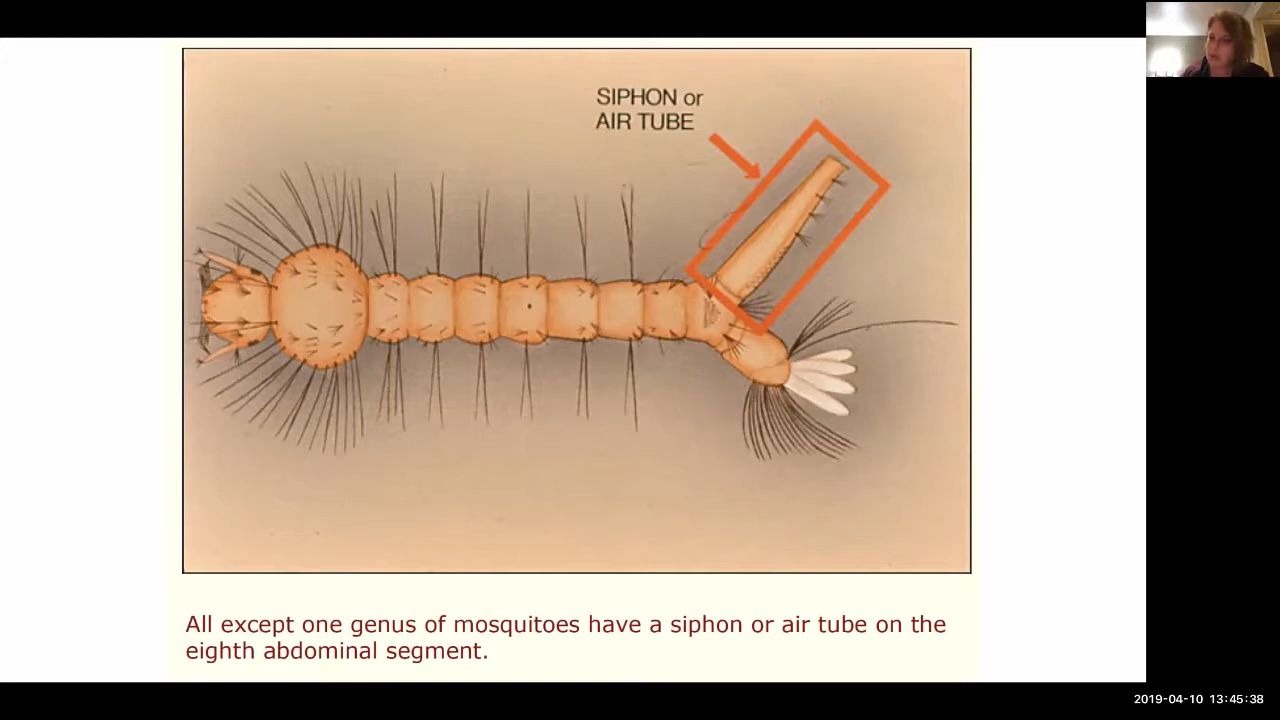 SIPHON or
AIR TUBE
All except one genus of mosquitoes have a siphon or air tube on the
eighth abdominal segment.
2019-04-10 13:45:38